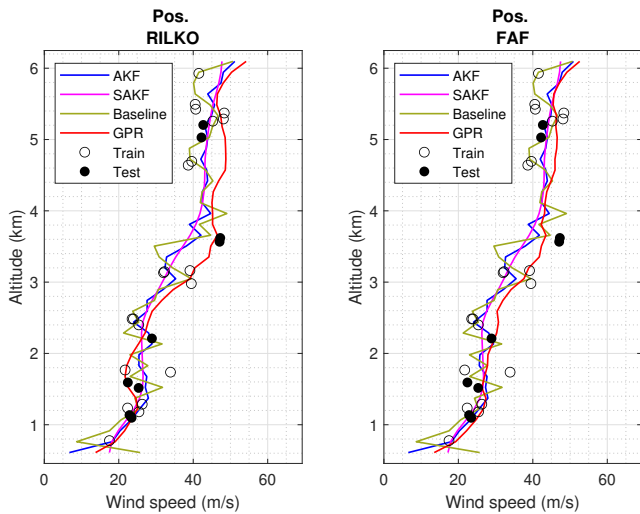 Pos.
RILKO
6
5
4
3
2
1
Altitude (km)
AKF
SAKF
Baseline
GPR
Train
Test
0
20
40
60
Wind speed (m/s)
Pos.
FAF
6
5
4
3
2
1
Altitude (km)
AKF
SAKF
Baseline
GPR
Train
Test
0
20
40
60
Wind speed (m/s)